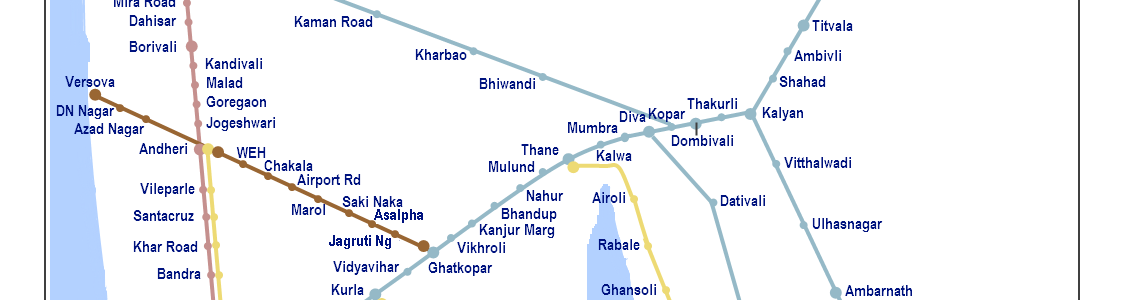 Mira Road
Dahisar
Kaman Road
Titvala
Borivali
Kharbao
Ambivli
Kandivali
Versova
Malad
Bhiwandi
Shahad
Goregaon
Thakurli
DN Nagar
Diva
Kopar
Kalyan
Azad Nagar
Jogeshwari
Mumbra
Dombivali
Andheri
WEH
Thane
Kalwa
Chakala
Mulund
Vitthalwadi
Airport Rd
Vileparle
Nahur
Airoli
Dativali
Saki Naka
Marol
Santacruz
Asalpha
Bhandup
Ulhasnagar
Kanjur Marg
Jagruti Ng
Khar Road
Vikhroli
Rabale
Vidyavihar
Ghatkopar
Bandra
Kurla
Ghansoli
Ambarnath